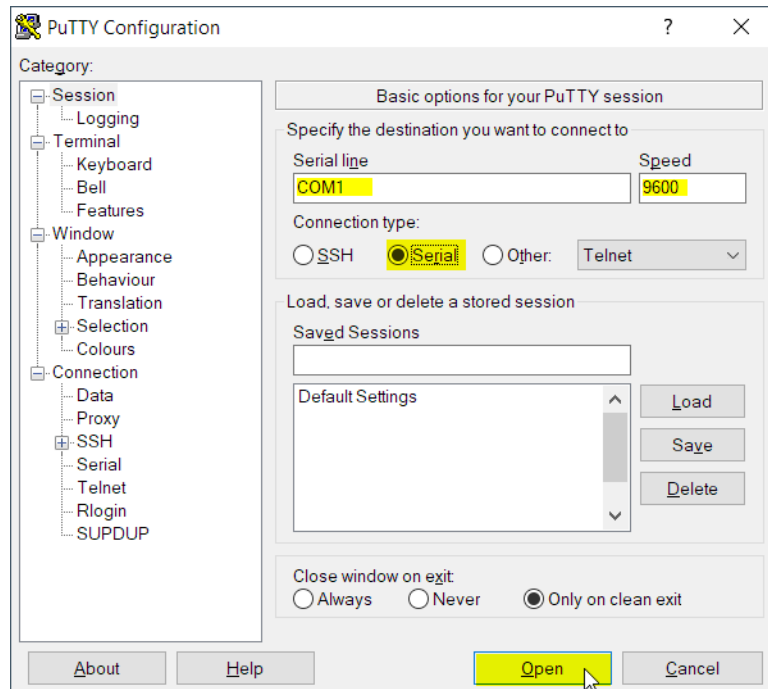 PuTTY Configuration
?
Category:
Session
Logging
Terminal
Keyboard
Bell
Features
Window
Appearance
Behaviour
Translation
Selection
Colours
Connection
Data
Proxy
SSH
Serial
Telnet
Rlogin
SUPDUP
Basic options for your PuTTY session
Specify the destination you want to connect to
Serial line Speed
COM1 9600
Connection type:
SSH Serial Other: Telnet
Load, save or delete a stored session
Saved Sessions
Default Settings
Load
Save
Delete
Close window on exit:
Always Never Only on clean exit
About Help Open Cancel